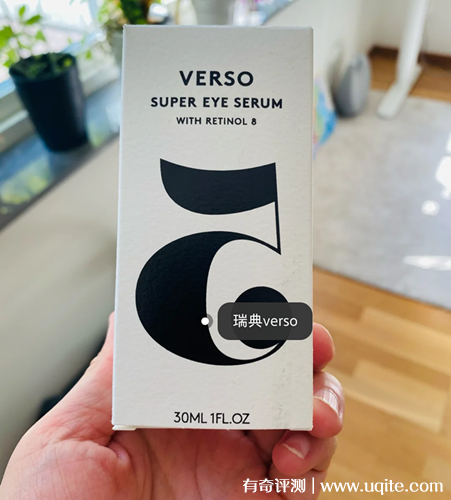 VERSO
SUPER EYE SERUM
WITH RETINOL 8
5
瑞典verso
30ML 1FL.OZ
有奇评测 | www.uqite.com